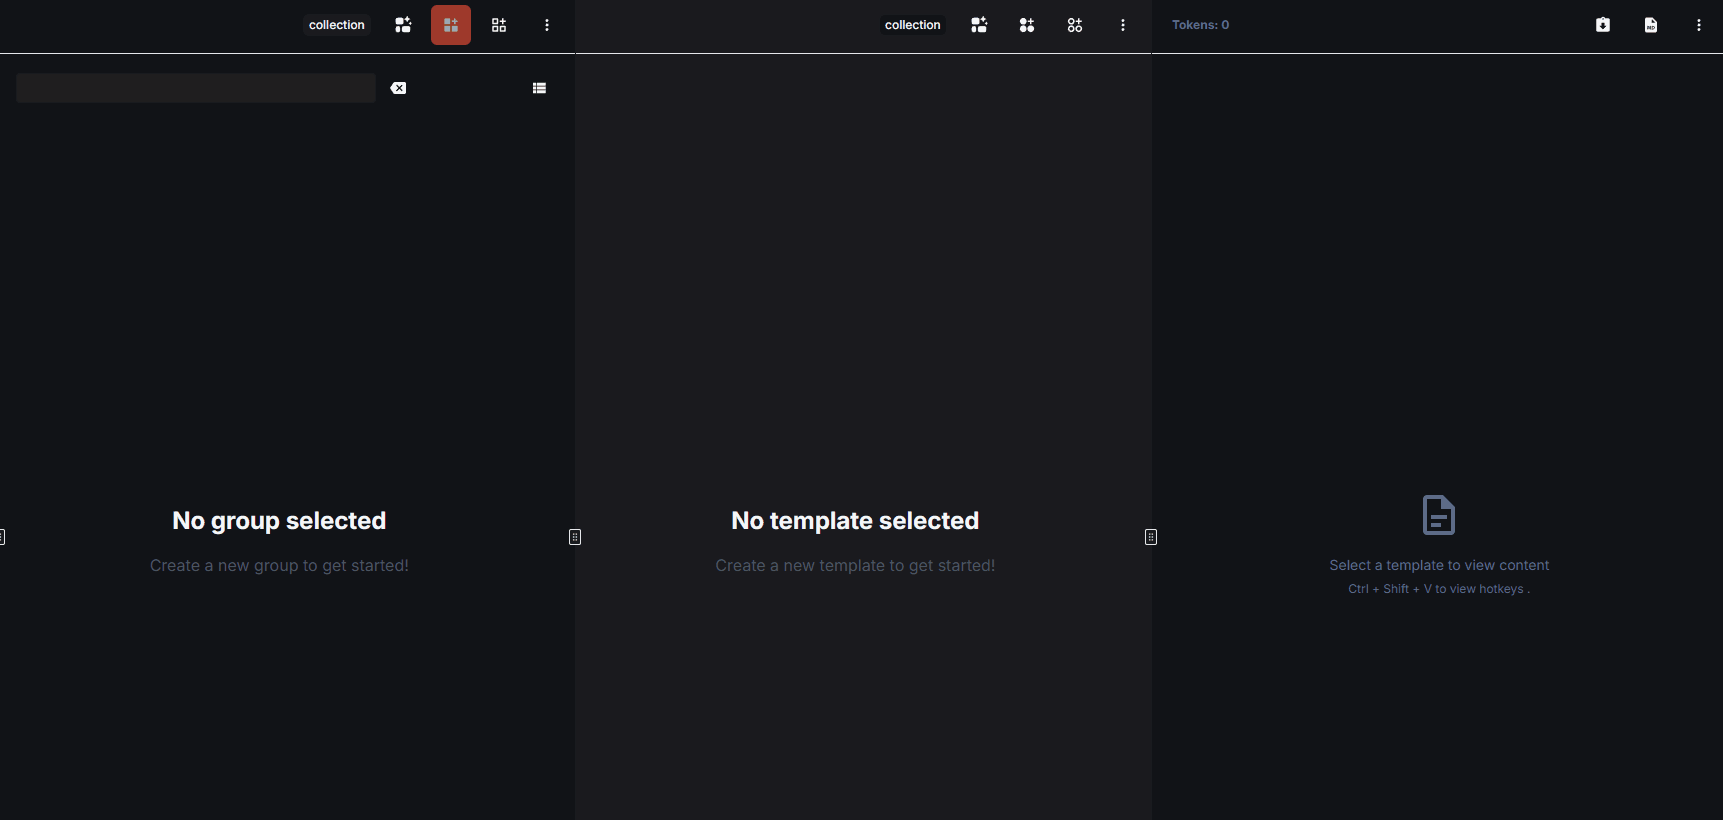 collection
collection
Tokens: 0
No group selected
Create a new group to get started!
No template selected
Create a new template to get started!
Select a template to view content
Ctrl + Shift + V to view hotkeys .